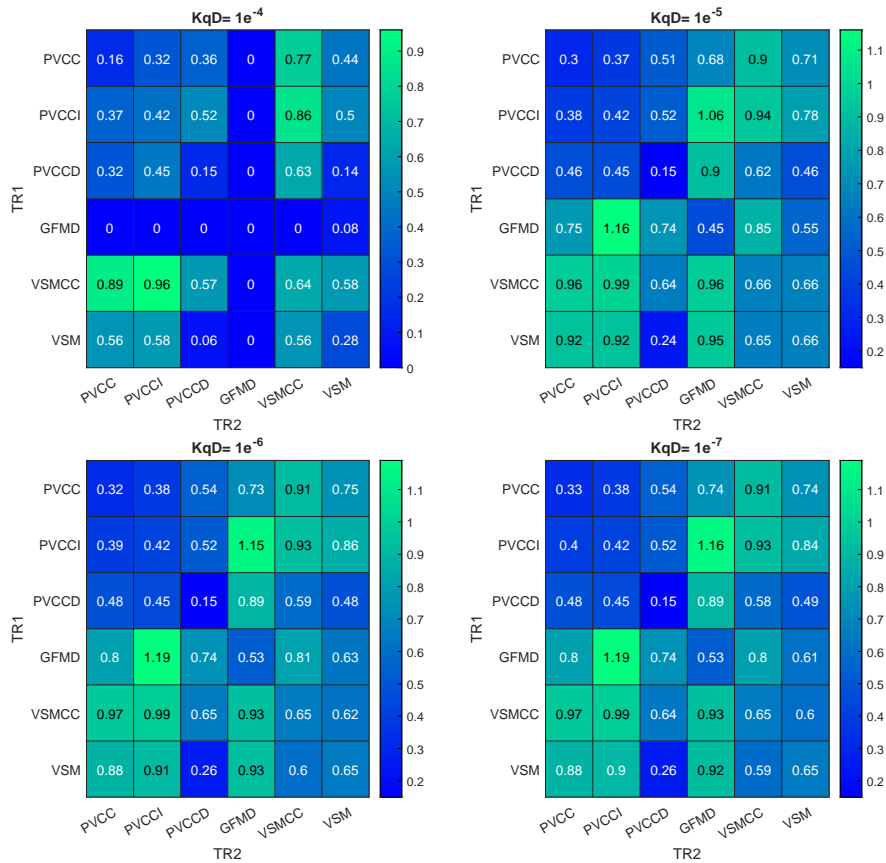 KqD= 1e-4
PVCC 0.16 0.32 0.36 0 0.77 0.44
PVCCI 0.37 0.42 0.52 0 0.86 0.5
PVCCD 0.32 0.45 0.15 0 0.63 0.14
GFMD 0 0 0 0 0 0.08
VSMCC 0.89 0.96 0.57 0 0.64 0.58
VSM 0.56 0.58 0.06 0 0.56 0.28
PVCC PVCCI PVCCD GFMD VSMCC VSM
TR1
TR2
0.9
0.8
0.7
0.6
0.5
0.4
0.3
0.2
0.1
0
KqD= 1e-5
PVCC 0.3 0.37 0.51 0.68 0.9 0.71
PVCCI 0.38 0.42 0.52 1.06 0.94 0.78
PVCCD 0.46 0.45 0.15 0.9 0.62 0.46
GFMD 0.75 1.16 0.74 0.45 0.85 0.55
VSMCC 0.96 0.99 0.64 0.96 0.66 0.66
VSM 0.92 0.92 0.24 0.95 0.65 0.66
PVCC PVCCI PVCCD GFMD VSMCC VSM
TR1
TR2
1.1
1
0.9
0.8
0.7
0.6
0.5
0.4
0.3
0.2
KqD= 1e-6
PVCC 0.32 0.38 0.54 0.73 0.91 0.75
PVCCI 0.39 0.42 0.52 1.15 0.93 0.86
PVCCD 0.48 0.45 0.15 0.89 0.59 0.48
GFMD 0.8 1.19 0.74 0.53 0.81 0.63
VSMCC 0.97 0.99 0.65 0.93 0.65 0.62
VSM 0.88 0.91 0.26 0.93 0.6 0.65
PVCC PVCCI PVCCD GFMD VSMCC VSM
TR1
TR2
1.1
1
0.9
0.8
0.7
0.6
0.5
0.4
0.3
0.2
KqD= 1e-7
PVCC 0.33 0.38 0.54 0.74 0.91 0.74
PVCCI 0.4 0.42 0.52 1.16 0.93 0.84
PVCCD 0.48 0.45 0.15 0.89 0.58 0.49
GFMD 0.8 1.19 0.74 0.53 0.8 0.61
VSMCC 0.97 0.99 0.64 0.93 0.65 0.6
VSM 0.88 0.9 0.26 0.92 0.59 0.65
PVCC PVCCI PVCCD GFMD VSMCC VSM
TR1
TR2
1.1
1
0.9
0.8
0.7
0.6
0.5
0.4
0.3
0.2